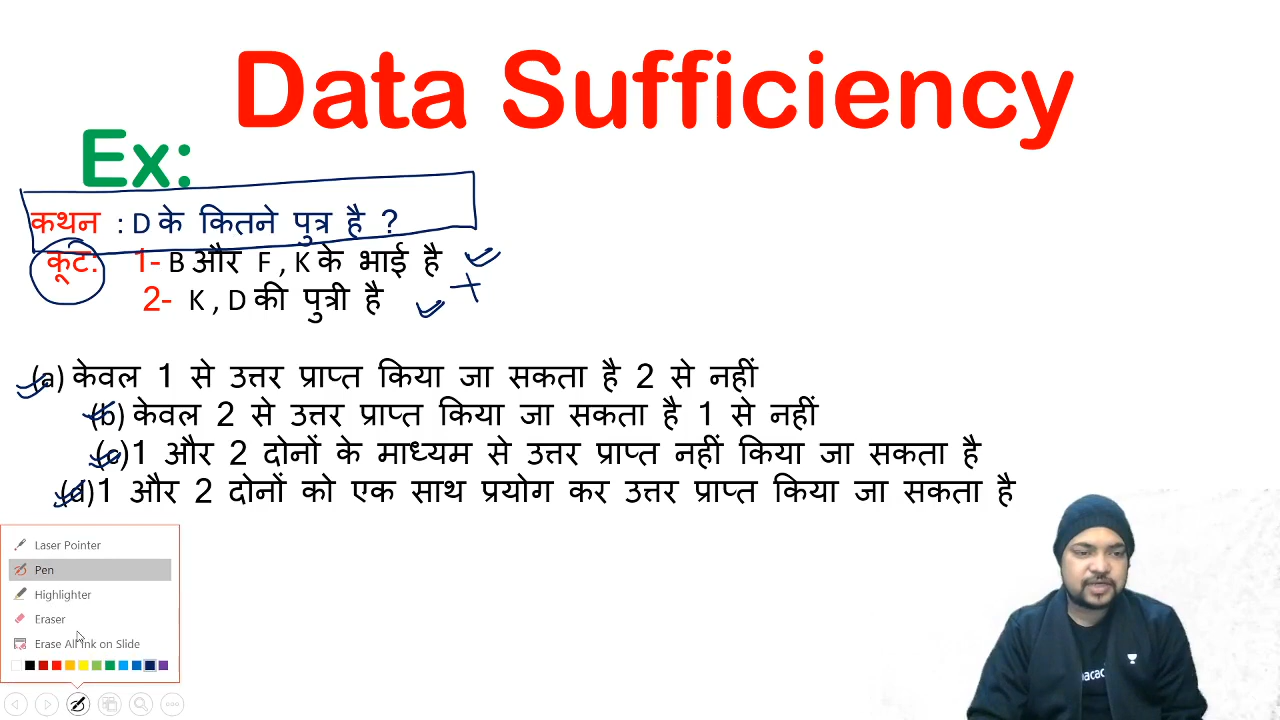 Data Sufficiency
Ex:
कथन : D के कितने पुत्र है ?
कूट: 1- B और F , K के भाई है
2- K , D की पुत्री है
(a) केवल 1 से उत्तर प्राप्त किया जा सकता है 2 से नहीं
(b) केवल 2 से उत्तर प्राप्त किया जा सकता है 1 से नहीं
(c)1 और 2 दोनों के माध्यम से उत्तर प्राप्त नहीं किया जा सकता है
(d)1 और 2 दोनों को एक साथ प्रयोग कर उत्तर प्राप्त किया जा सकता है
Laser Pointer
Pen
Highlighter
Eraser
Erase All Ink on Slide